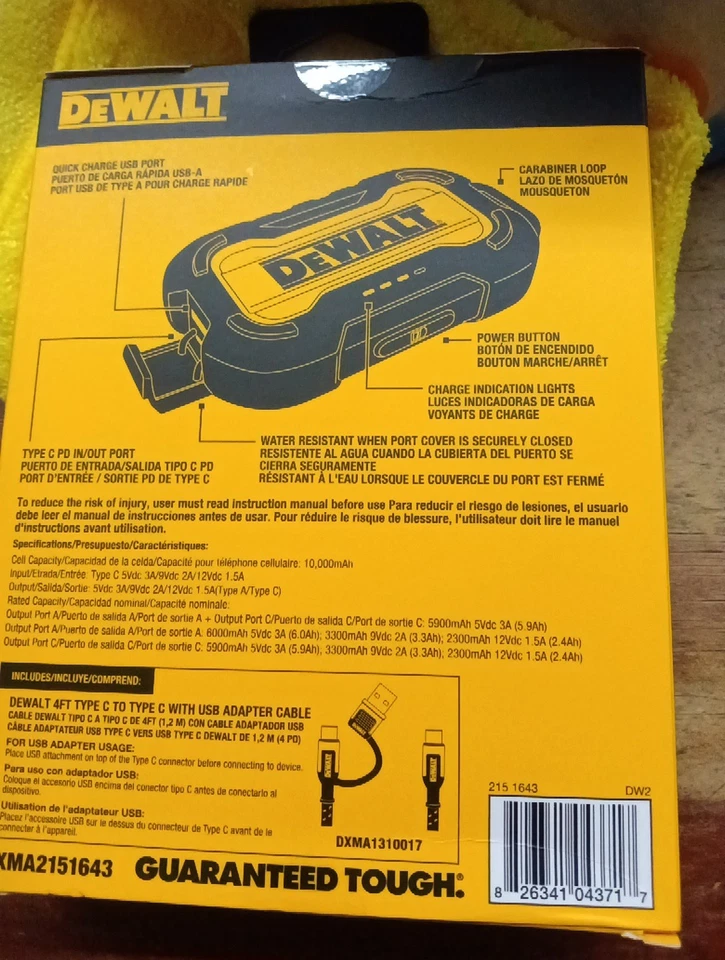 DEWALT
QUICK CHARGE USB PORT
PUERTO DE CARGA RÁPIDA USB-A
PORT USB DE TYPE A POUR CHARGE RAPIDE
CARABINER LOOP
LAZO DE MOSQUETÓN
MOUSQUETON
DEWALT
POWER BUTTON
BOTÓN DE ENCENDIDO
BOUTON MARCHE/ARRÊT
CHARGE INDICATION LIGHTS
LUCES INDICADORAS DE CARGA
VOYANTS DE CHARGE
TYPE C PD IN/OUT PORT
PUERTO DE ENTRADA/SALIDA TIPO C PD
PORT D'ENTRÉE / SORTIE PD DE TYPE C
WATER RESISTANT WHEN PORT COVER IS SECURELY CLOSED
RESISTENTE AL AGUA CUANDO LA CUBIERTA DEL PUERTO SE
CIERRA SEGURAMENTE
RÉSISTANT À L'EAU LORSQUE LE COUVERCLE DU PORT EST FERMÉ
To reduce the risk of injury, user must read instruction manual before use Para reducir el riesgo de lesiones, el usuario
debe leer el manual de instrucciones antes de usar. Pour réduire le risque de blessure, l'utilisateur doit lire le manuel
d'instructions avant utilisation.
Specifications/Presupuesto/Caractéristiques:
Cell Capacity/Capacidad de la celda/Capacité pour téléphone cellulaire: 10,000mAh
Input/Etrada/Entrée: Type C 5Vdc 3A/9Vdc 2A/12Vdc 1.5A
Output/Salida/Sortie: 5Vdc 3A/9Vdc 2A/12Vdc 1.5A(Type A/Type C)
Rated Capacity/Capacidad nominal/Capacité nominale:
Output Port A/Puerto de salida A/Port de sortie A + Output Port C/Puerto de salida C/Port de sortie C: 5900mAh 5Vdc 3A (5.9Ah)
Output Port A/Puerto de salida A/Port de sortie A: 6000mAh 5Vdc 3A (6.0Ah); 3300mAh 9Vdc 2A (3.3Ah); 2300mAh 12Vdc 1.5A (2.4Ah)
Output Port C/Puerto de salida C/Port de sortie C: 5900mAh 5Vdc 3A (5.9Ah), 3300mAh 9Vdc 2A (3.3Ah); 2300mAh 12Vdc 1.5A (2.4Ah)
INCLUDES/INCLUYE/COMPREND:
DEWALT 4FT TYPE C TO TYPE C WITH USB ADAPTER CABLE
CABLE DEWALT TIPO C A TIPO C DE 4FT (1,2 M) CON CABLE ADAPTADOR USB
CÂBLE ADAPTATEUR USB TYPE C VERS USB TYPE C DEWALT DE 1,2 M (4 PD)
FOR USB ADAPTER USAGE:
Place USB attachment on top of the Type C connector before connecting to device.
Para uso con adaptador USB:
Coloque el accesorio USB encima del conector tipo C antes de conectarlo al
dispositivo.
Utilisation de l'adaptateur USB:
Placez l'accessoire USB sur le dessus du connecteur de Type C avant de le
connecter à l'appareil.
DEWALT
DEWALT
DXMA1310017
215 1643
DW2
8 26341 04371 7
XMA2151643
GUARANTEED TOUGH.®